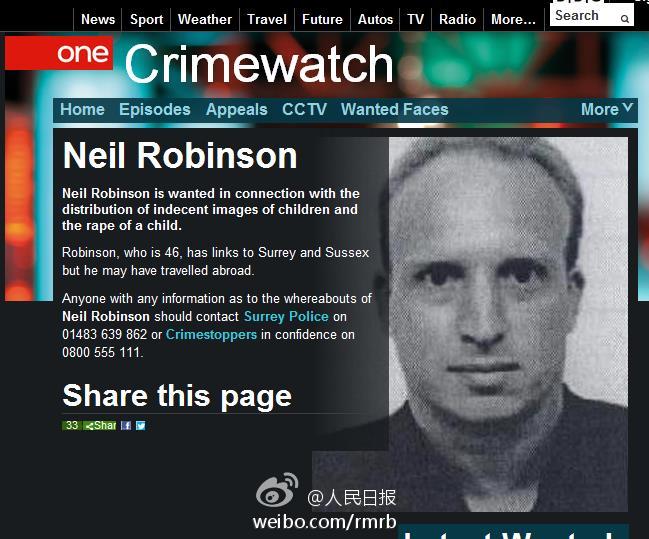 News Sport Weather Travel Future Autos TV Radio More... Search
one Crimewatch
Home Episodes Appeals CCTV Wanted Faces More
Neil Robinson
Neil Robinson is wanted in connection with the
distribution of indecent images of children and
the rape of a child.
Robinson, who is 46, has links to Surrey and Sussex
but he may have travelled abroad.
Anyone with any information as to the whereabouts of
Neil Robinson should contact Surrey Police on
01483 639 862 or Crimestoppers in confidence on
0800 555 111.
Share this page
33 Shar
@人民日报
weibo.com/rmrb